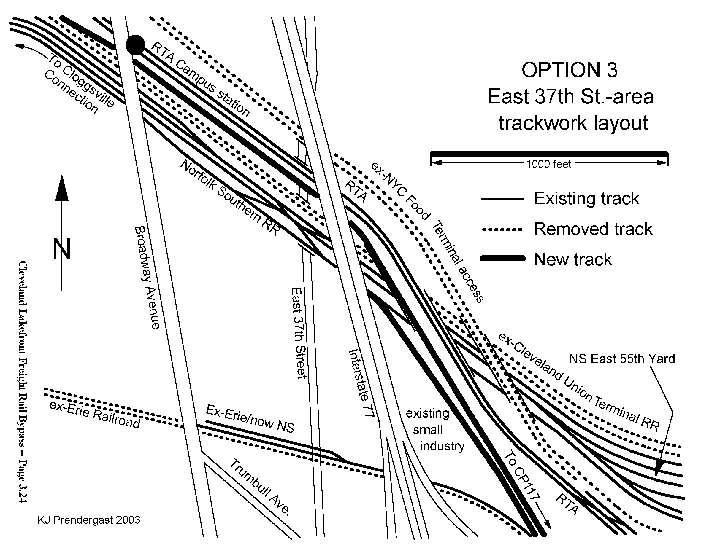 OPTION 3
East 37th St.-area
trackwork layout
1000 feet
Existing track
Removed track
New track
RTA Campus station
To Cloggsville
Connection
Norfolk Southern RR
RTA
ex-NYC Food Terminal access
N
Broadway Avenue
East 37th Street
Interstate 77
ex-Cleveland Union Terminal RR
NS East 55th Yard
existing
small
industry
ex-Erie Railroad
Ex-Erie/now NS
Trumbull Ave.
To CP117
RTA
KJ Prendergast 2003
Cleveland Lakefront Freight Rail Bypass – Page 3.24